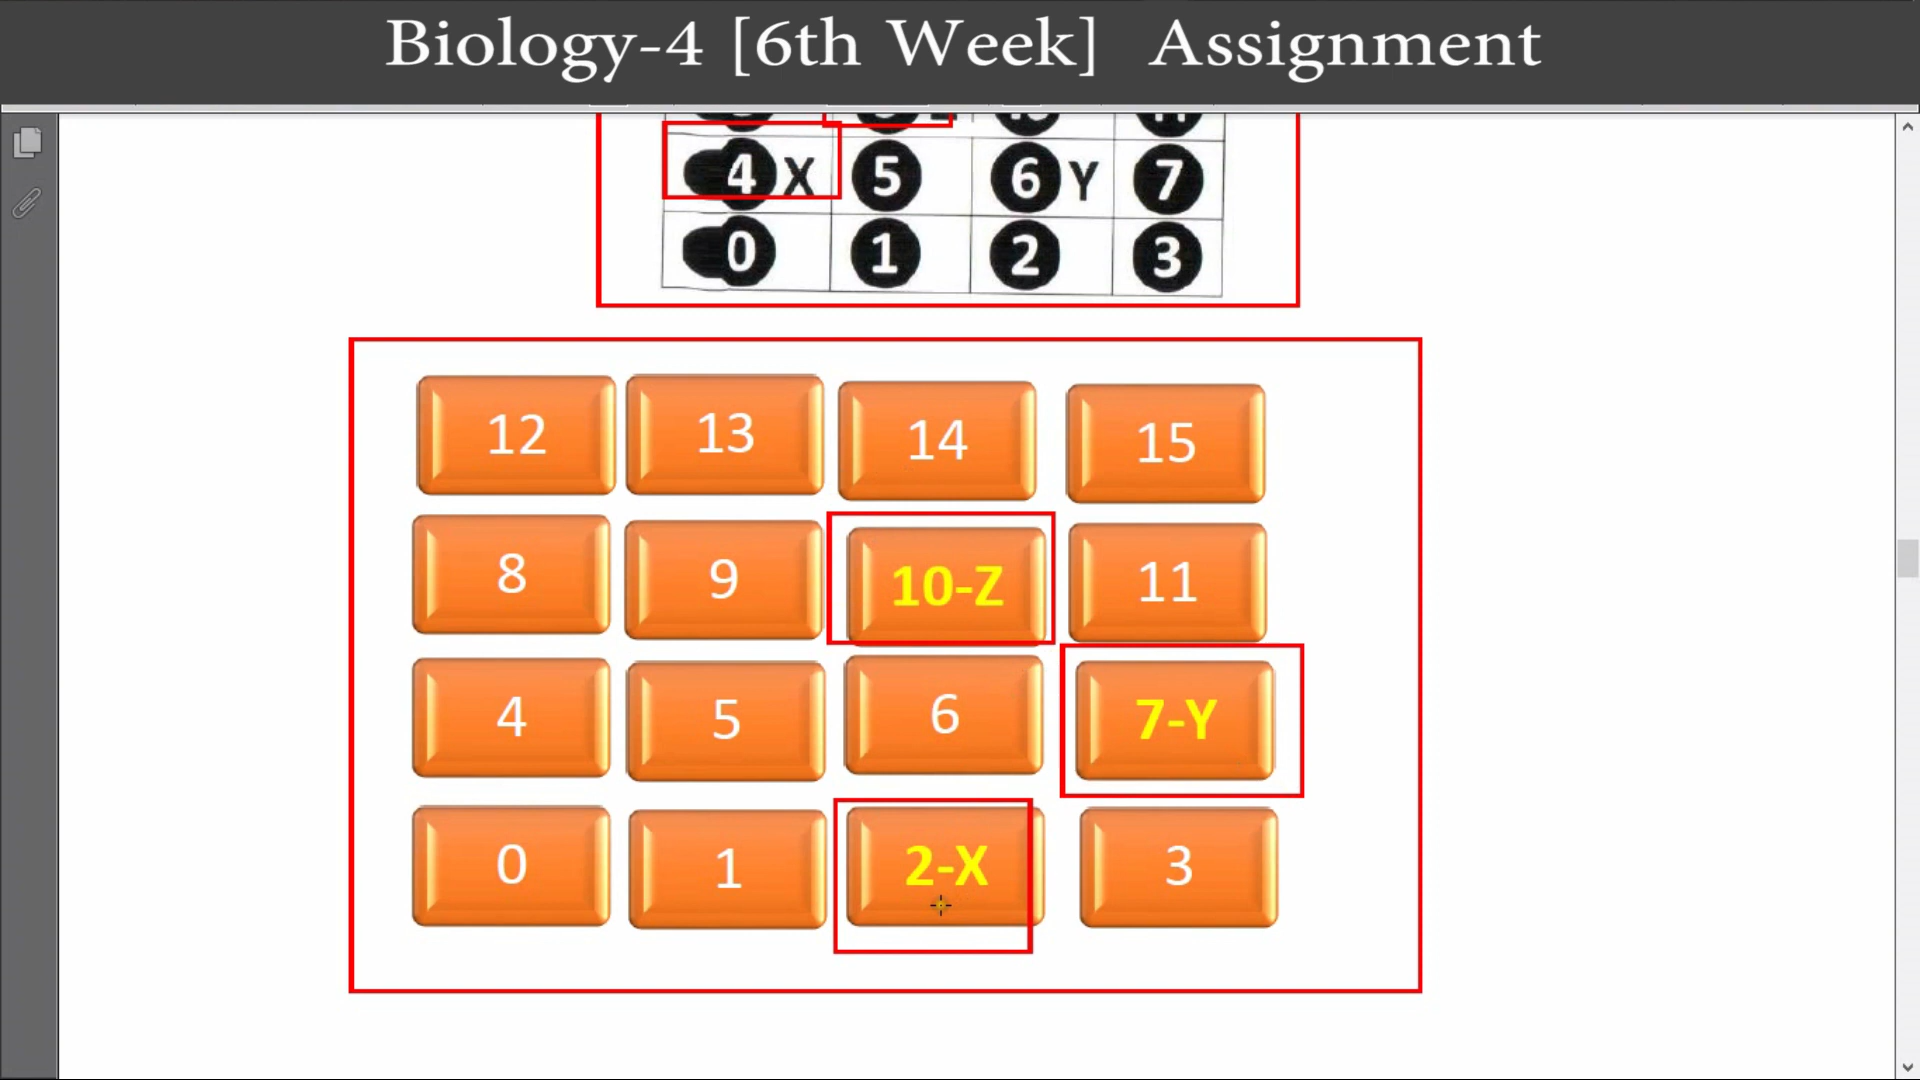 Biology-4 [6th Week] Assignment
4 X 5 6 Y 7
0 1 2 3
12 13 14 15
8 9 10-Z 11
4 5 6 7-Y
0 1 2-X 3